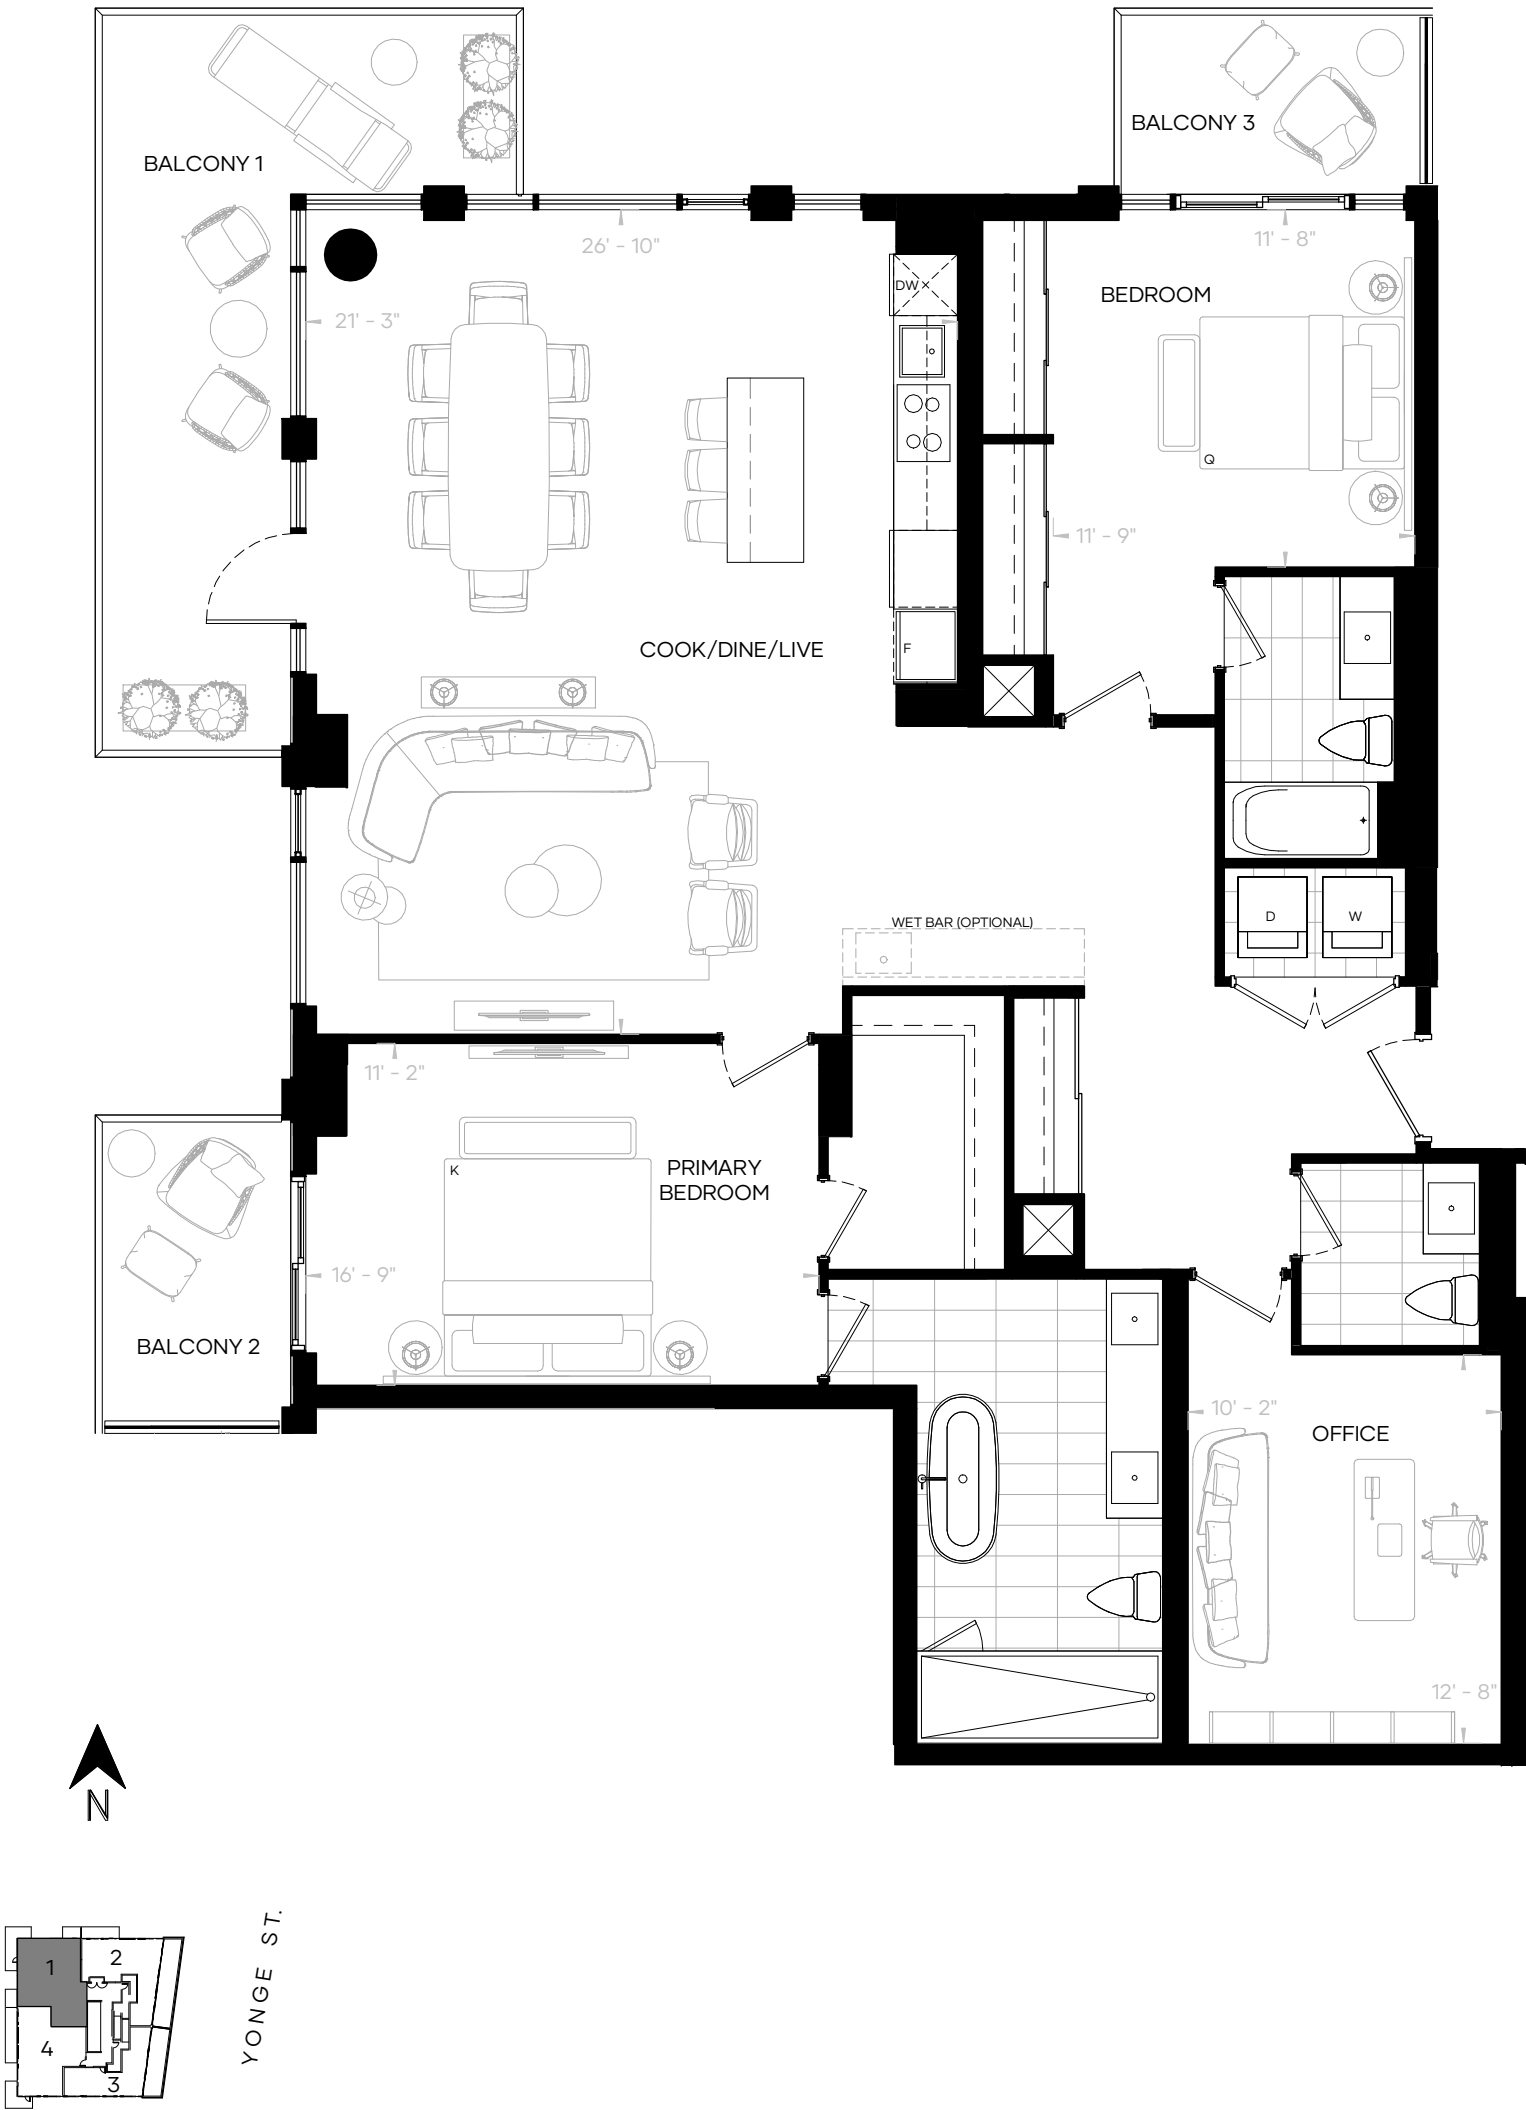 BALCONY 3
BALCONY 1
26' - 10"
11' - 8"
DW
BEDROOM
21' - 3"
Q
11' - 9"
COOK/DINE/LIVE
F
D
W
WET BAR (OPTIONAL)
11' - 2"
K
PRIMARY
BEDROOM
16' - 9"
BALCONY 2
10' - 2"
OFFICE
12' - 8"
N
YONGE ST.
1
2
4
3